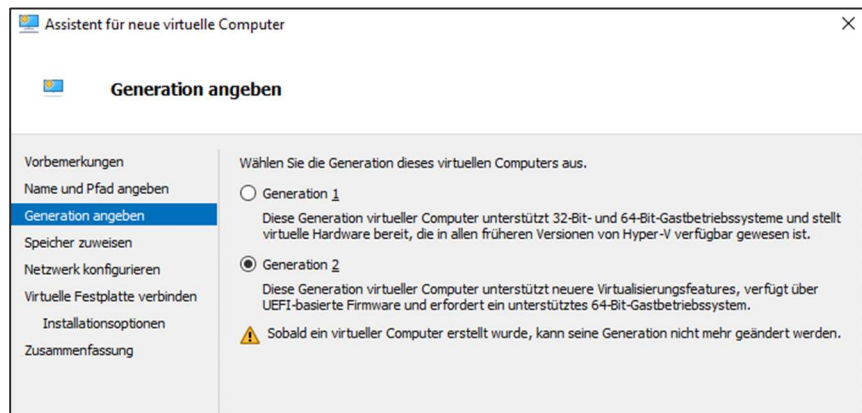 Assistent für neue virtuelle Computer
Generation angeben
Vorbemerkungen
Name und Pfad angeben
Generation angeben
Speicher zuweisen
Netzwerk konfigurieren
Virtuelle Festplatte verbinden
Installationsoptionen
Zusammenfassung
Wählen Sie die Generation dieses virtuellen Computers aus.
Generation 1
Diese Generation virtueller Computer unterstützt 32-Bit- und 64-Bit-Gastbetriebssysteme und stellt
virtuelle Hardware bereit, die in allen früheren Versionen von Hyper-V verfügbar gewesen ist.
Generation 2
Diese Generation virtueller Computer unterstützt neuere Virtualisierungsfeatures, verfügt über
UEFI-basierte Firmware und erfordert ein unterstütztes 64-Bit-Gastbetriebssystem.
Sobald ein virtueller Computer erstellt wurde, kann seine Generation nicht mehr geändert werden.